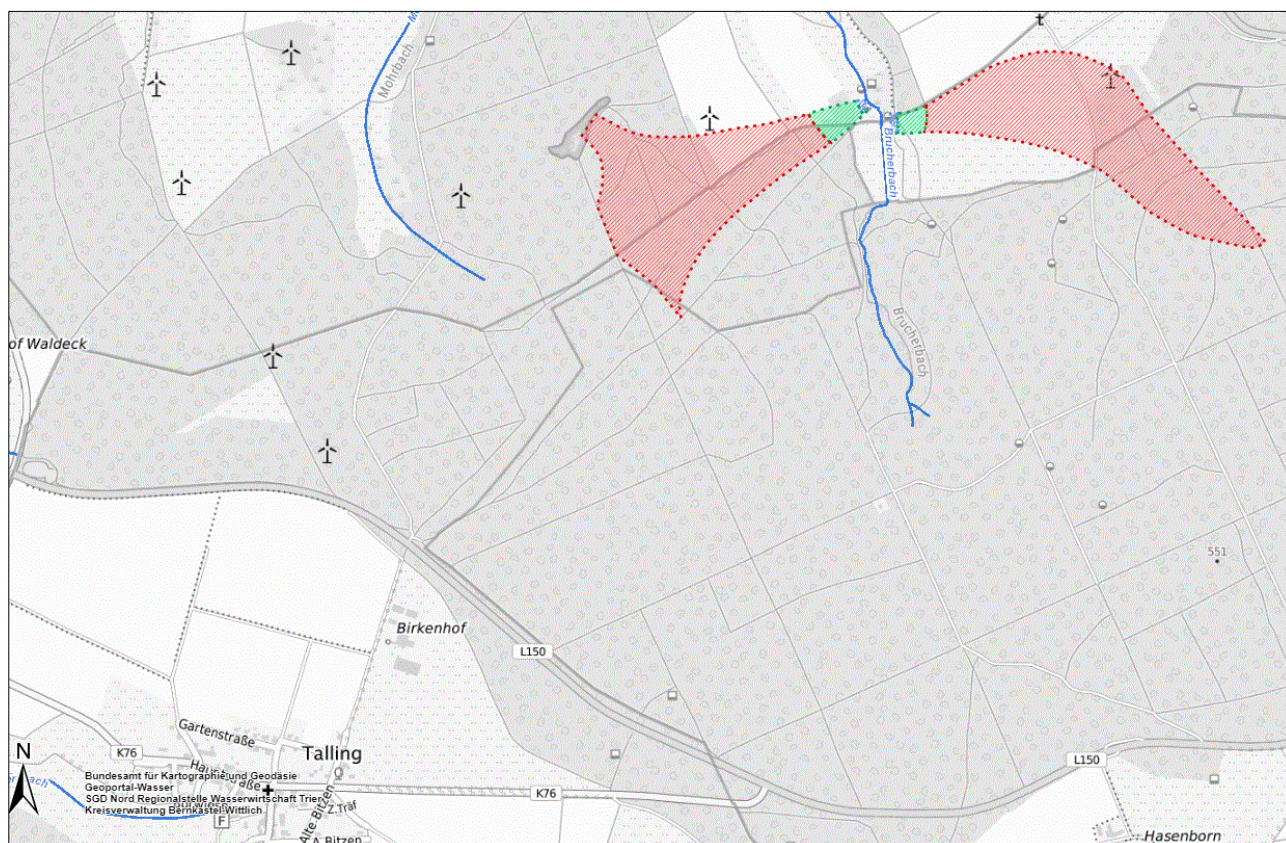 Mohrbach
Brucherbach
of Waldeck
Brucherbach
551
Birkenhof
L150
Gartenstraße
Talling
K76
L150
N
Bundesamt für Kartographie und Geodäsie
Geoportal-Wasser
SGD Nord Regionalstelle Wasserwirtschaft Trier
Kreisverwaltung Bernkastel-Wittlich
K76
F
Alte Bitzen
Hasenborn